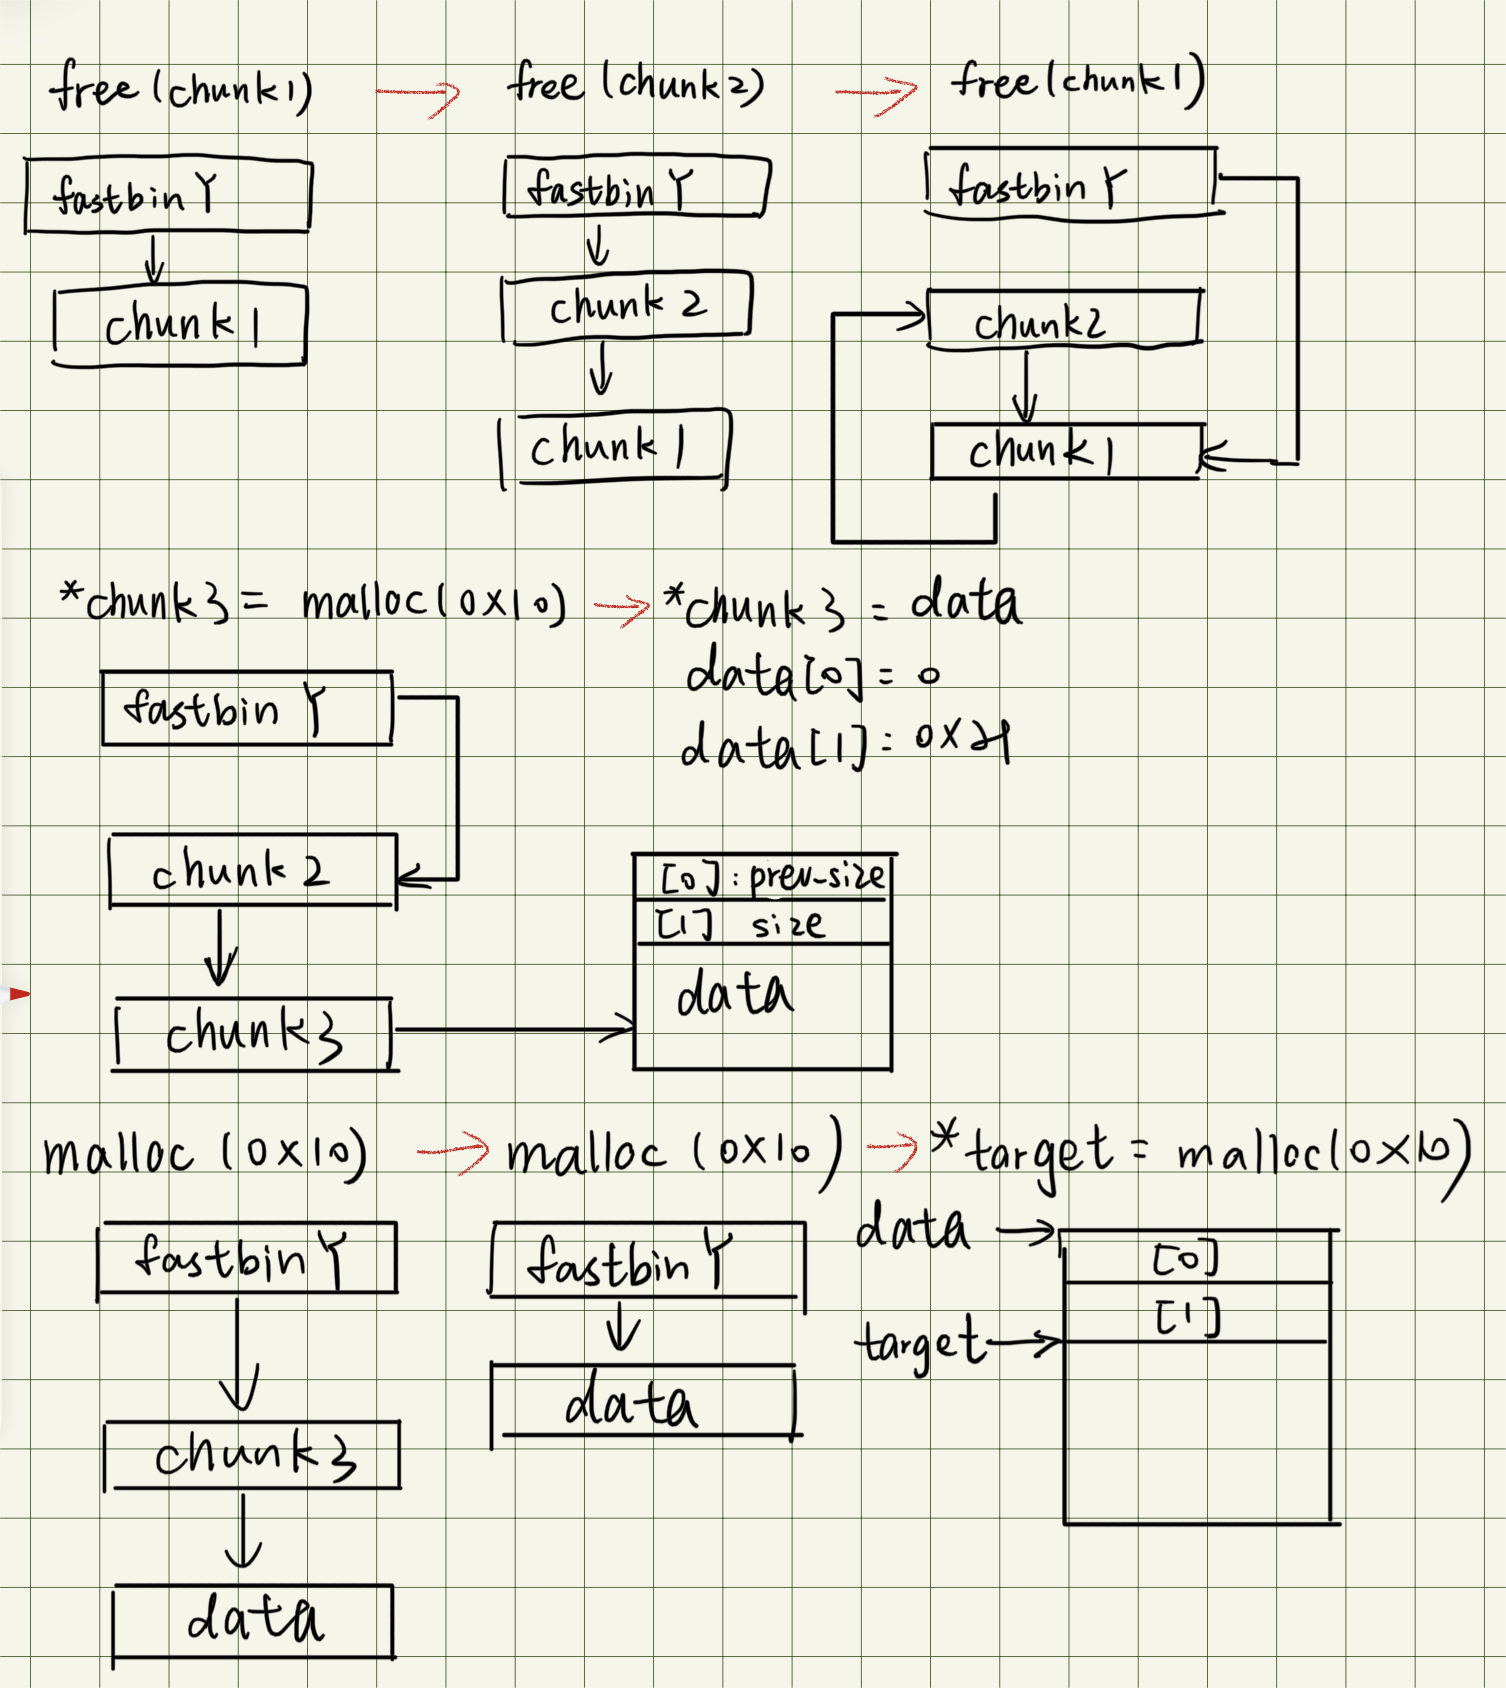 free(chunk1) → free(chunk2) → free(chunk1)
fastbinY fastbinY fastbinY
chunk1 chunk2 chunk2
chunk1 chunk1
*chunk3 = malloc(0x10) → *chunk3 = data
data[0] = 0
data[1] = 0x21
fastbinY
chunk2
chunk3
[0]: prev-size
[1] size
data
malloc(0x10) → malloc(0x10) → *target = malloc(0x10)
fastbinY
chunk3
data
fastbinY
data
data → [0]
[1]
target →